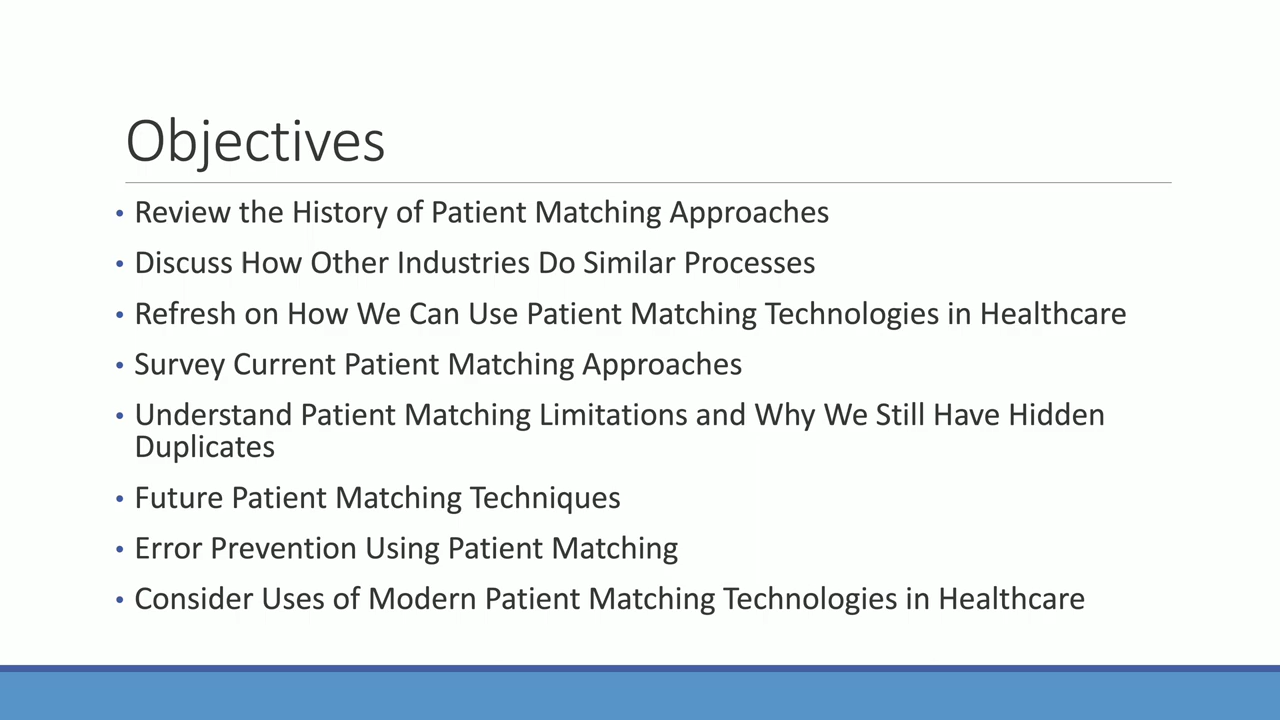 Objectives
• Review the History of Patient Matching Approaches
• Discuss How Other Industries Do Similar Processes
• Refresh on How We Can Use Patient Matching Technologies in Healthcare
• Survey Current Patient Matching Approaches
• Understand Patient Matching Limitations and Why We Still Have Hidden
Duplicates
• Future Patient Matching Techniques
• Error Prevention Using Patient Matching
• Consider Uses of Modern Patient Matching Technologies in Healthcare